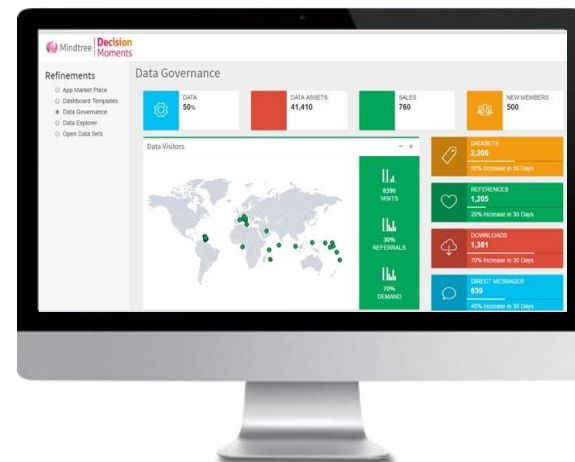 Mindtree Decision
Moments
Refinements
App Market Place
Dashboard Templates
Data Governance
Data Explorer
Open Data Sets
Data Governance
DATA
50%
DATA ASSETS
41,410
SALES
760
NEW MEMBERS
500
Data Visitors
8390
VISITS
30%
REFERRALS
70%
DEMAND
DATASETS
2,200
50% Increase in 30 Days
REFERENCES
1,205
20% Increase in 30 Days
DOWNLOADS
1,381
70% Increase in 30 Days
DIRECT MESSAGES
639
40% Increase in 30 Days